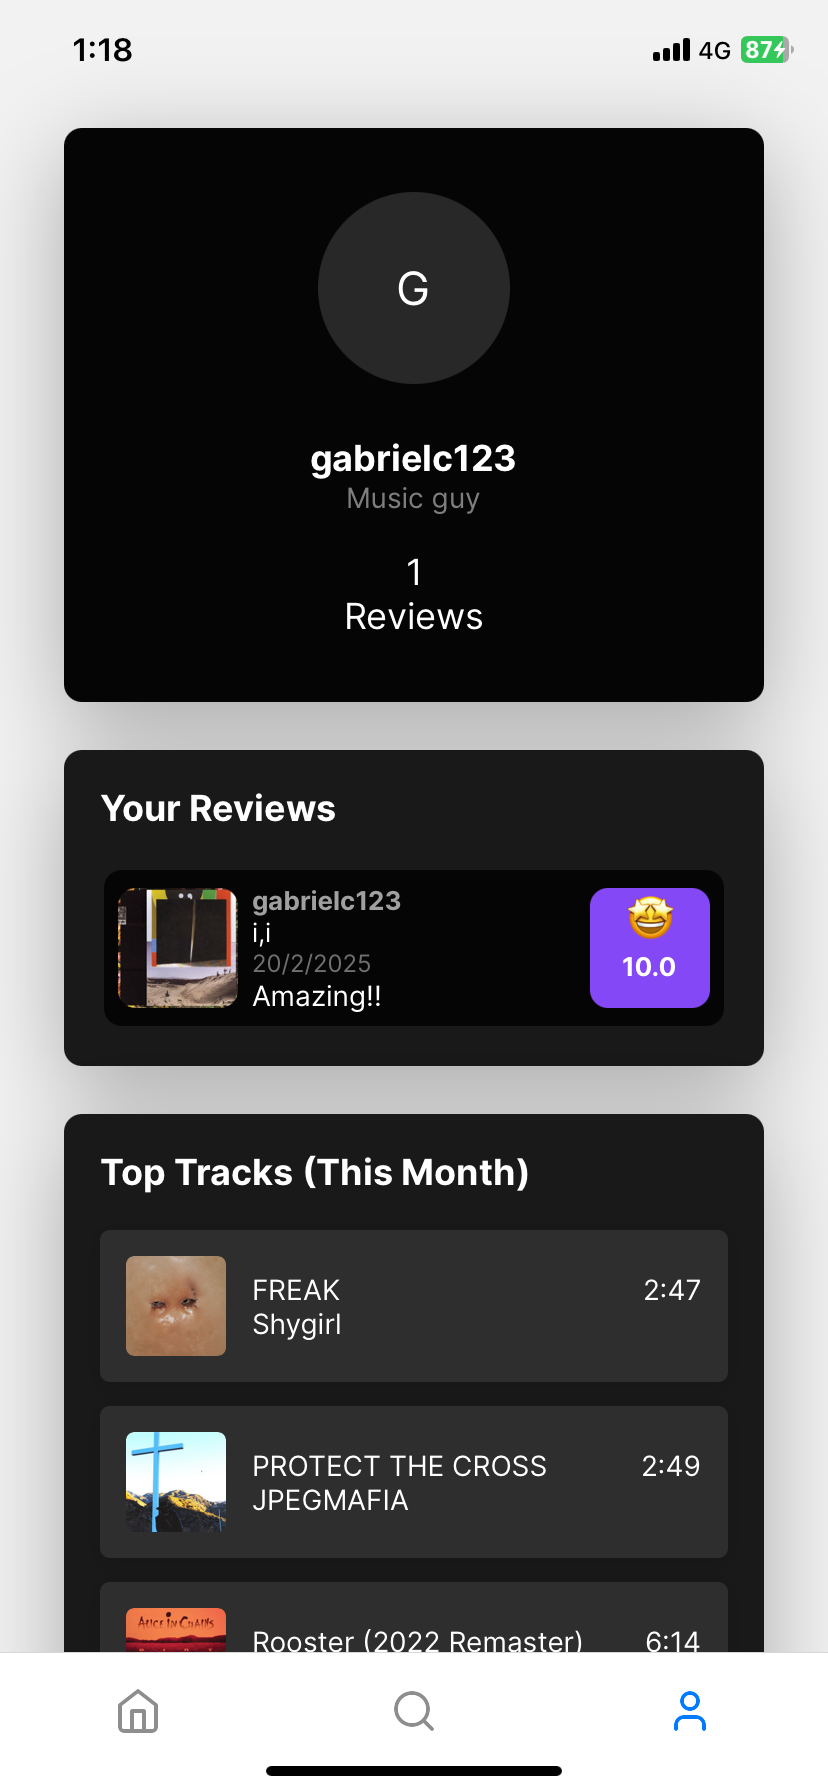 1:18
4G 87
G
gabrielc123
Music guy
1
Reviews
Your Reviews
gabrielc123
i,i
20/2/2025
Amazing!!
10.0
Top Tracks (This Month)
FREAK 2:47
Shygirl
PROTECT THE CROSS 2:49
JPEGMAFIA
ALICE IN CHAINS
Rooster (2022 Remaster) 6:14